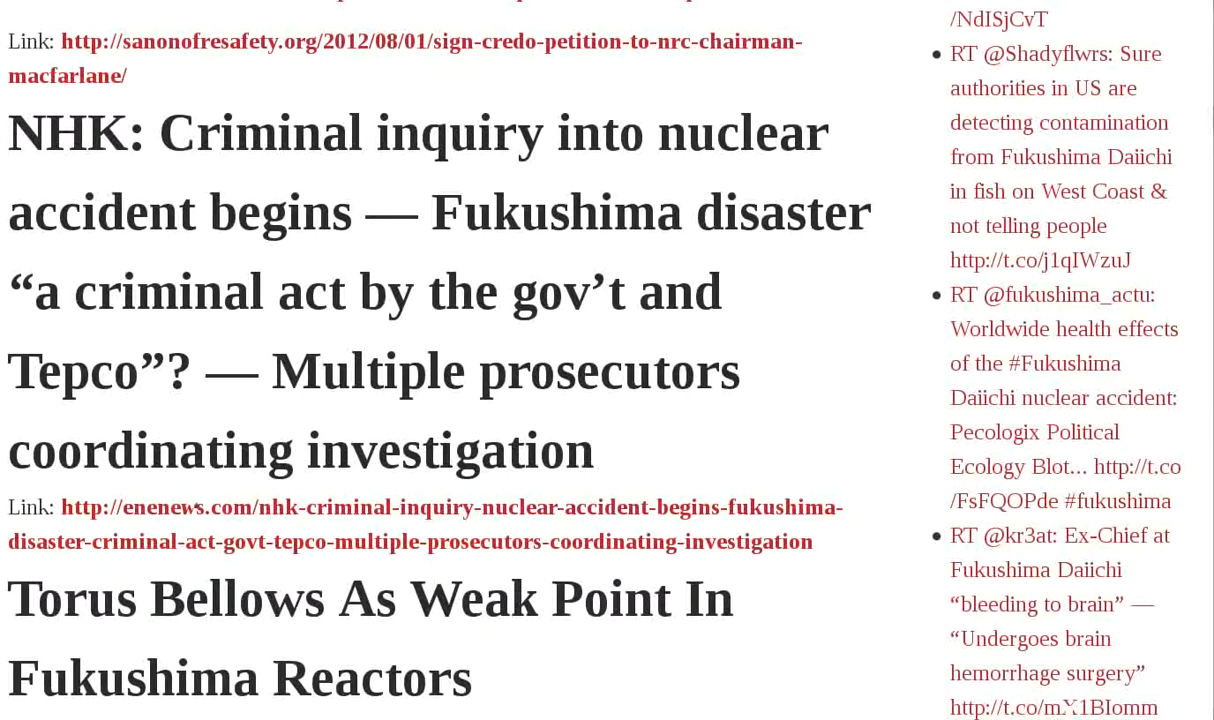 Link: http://sanonofresafety.org/2012/08/01/sign-credo-petition-to-nrc-chairman-
macfarlane/
NHK: Criminal inquiry into nuclear
accident begins — Fukushima disaster
“a criminal act by the gov’t and
Tepco”? — Multiple prosecutors
coordinating investigation
Link: http://enenews.com/nhk-criminal-inquiry-nuclear-accident-begins-fukushima-
disaster-criminal-act-govt-tepco-multiple-prosecutors-coordinating-investigation
Torus Bellows As Weak Point In
Fukushima Reactors
/NdISjCvT
RT @Shadyflwrs: Sure
authorities in US are
detecting contamination
from Fukushima Daiichi
in fish on West Coast &
not telling people
http://t.co/j1qIWzuJ
RT @fukushima_actu:
Worldwide health effects
of the #Fukushima
Daiichi nuclear accident:
Pecologix Political
Ecology Blot... http://t.co
/FsFQOPde #fukushima
RT @kr3at: Ex-Chief at
Fukushima Daiichi
“bleeding to brain” —
“Undergoes brain
hemorrhage surgery”
http://t.co/mX1BIomm